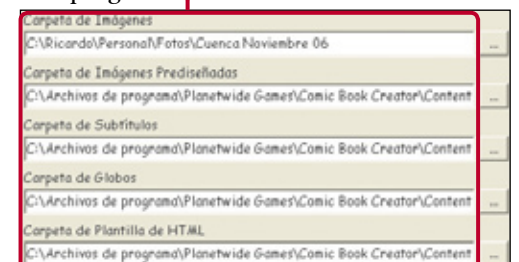 Carpeta de Imágenes
C:\Ricardo\Personal\Fotos\Cuenca Noviembre 06
...
Carpeta de Imágenes Prediseñadas
C:\Archivos de programa\Planetwide Games\Comic Book Creator\Content
...
Carpeta de Subtítulos
C:\Archivos de programa\Planetwide Games\Comic Book Creator\Content
...
Carpeta de Globos
C:\Archivos de programa\Planetwide Games\Comic Book Creator\Content
...
Carpeta de Plantilla de HTML
C:\Archivos de programa\Planetwide Games\Comic Book Creator\Content
...